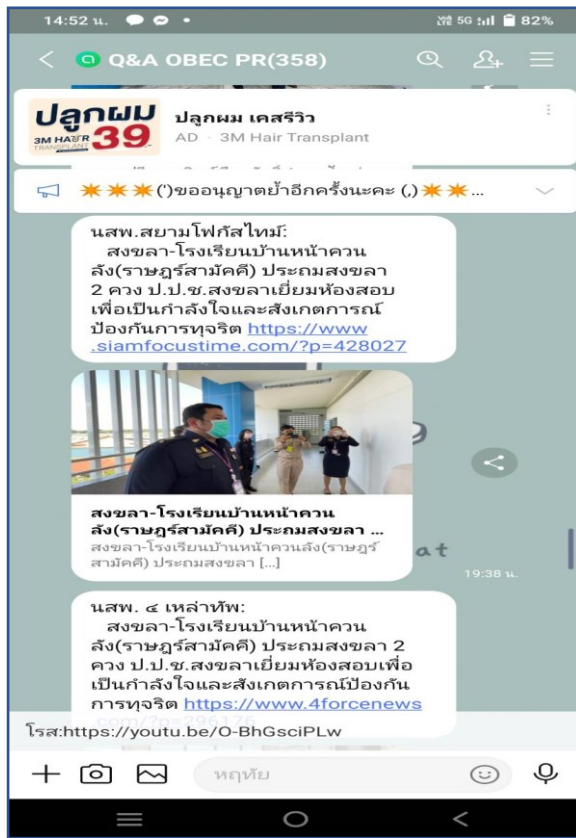 14:52 น.
5G 82%
Q&A OBEC PR(358)
ปลูกผม
3M HAIR
TRANSPLANT
39
ปลูกผม เคสรีวิว
AD · 3M Hair Transplant
(')ขออนุญาตย้ำอีกครั้งนะคะ (,)
นสพ.สยามโฟกัสไทม์:
สงขลา-โรงเรียนบ้านหน้าควน
ลัง(ราษฎร์สามัคคี) ประถมสงขลา
2 ควง ป.ป.ช.สงขลาเยี่ยมห้องสอบ
เพื่อเป็นกำลังใจและสังเกตการณ์
ป้องกันการทุจริต https://www
.siamfocustime.com/?p=428027
สงขลา-โรงเรียนบ้านหน้าควน
ลัง(ราษฎร์สามัคคี) ประถมสงขลา ...
สงขลา-โรงเรียนบ้านหน้าควนลัง(ราษฎร์
สามัคคี) ประถมสงขลา [...]
at
19:38 น.
นสพ. ๔ เหล่าทัพ:
สงขลา-โรงเรียนบ้านหน้าควน
ลัง(ราษฎร์สามัคคี) ประถมสงขลา 2
ควง ป.ป.ช.สงขลาเยี่ยมห้องสอบเพื่อ
เป็นกำลังใจและสังเกตการณ์ป้องกัน
การทุจริต https://www.4forcenews
.com/?p=296176
โรส:https://youtu.be/O-BhGsciPLw
หฤทัย